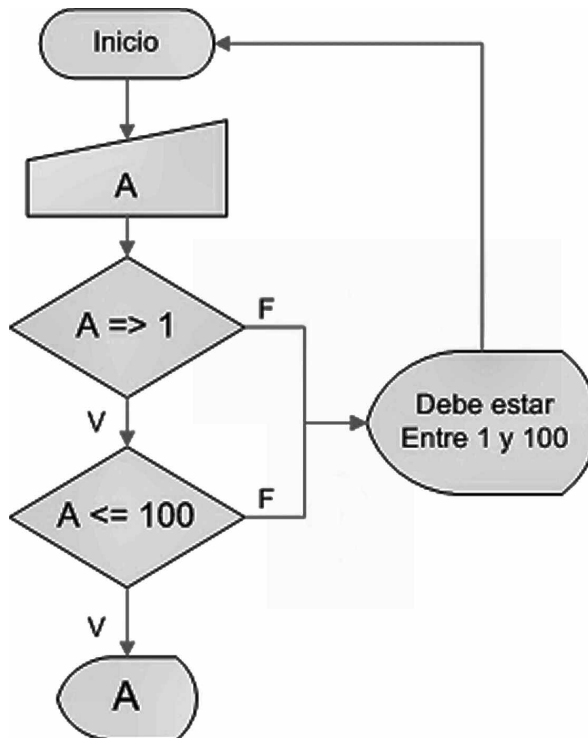 Inicio
A
A => 1
F
V
Debe estar
Entre 1 y 100
A <= 100
F
V
A